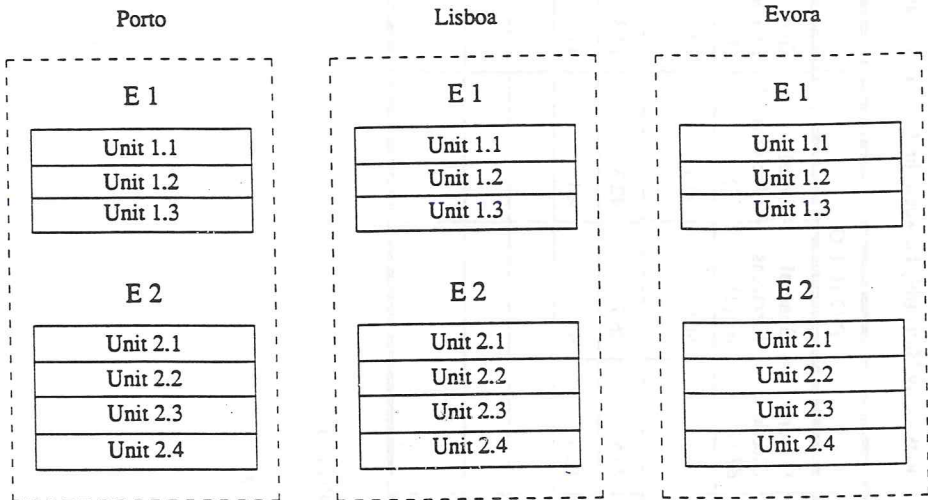 Porto
E 1
Unit 1.1
Unit 1.2
Unit 1.3
E 2
Unit 2.1
Unit 2.2
Unit 2.3
Unit 2.4
Lisboa
E 1
Unit 1.1
Unit 1.2
Unit 1.3
E 2
Unit 2.1
Unit 2.2
Unit 2.3
Unit 2.4
Evora
E 1
Unit 1.1
Unit 1.2
Unit 1.3
E 2
Unit 2.1
Unit 2.2
Unit 2.3
Unit 2.4